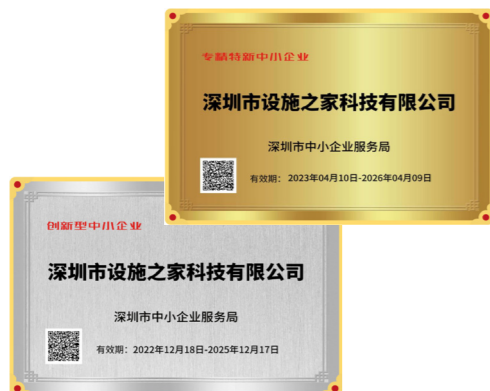 专精特新中小企业
深圳市设施之家科技有限公司
深圳市中小企业服务局
有效期： 2023年04月10日-2026年04月09日
创新型中小企业
深圳市设施之家科技有限公司
深圳市中小企业服务局
有效期： 2022年12月18日-2025年12月17日